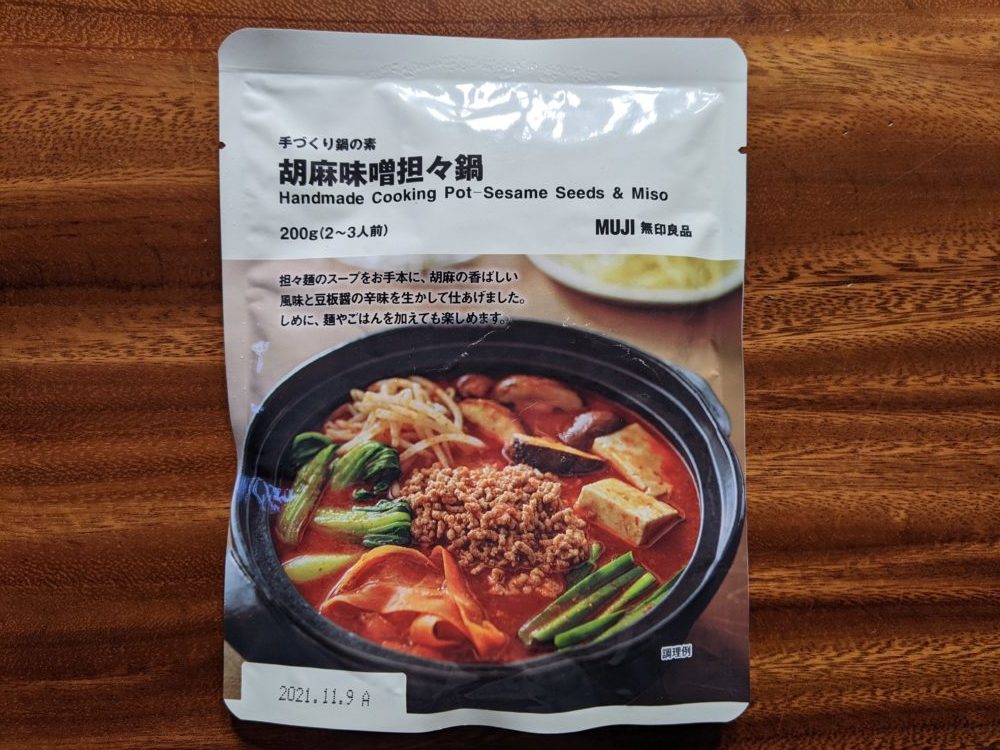 手づくり鍋の素
胡麻味噌担々鍋
Handmade Cooking Pot-Sesame Seeds & Miso
200g(2〜3人前)
MUJI 無印良品
担々麺のスープをお手本に、胡麻の香ばしい
風味と豆板醤の辛味を生かして仕あげました。
しめに、麺やごはんを加えても楽しめます。
調理例
2021.11.9 A